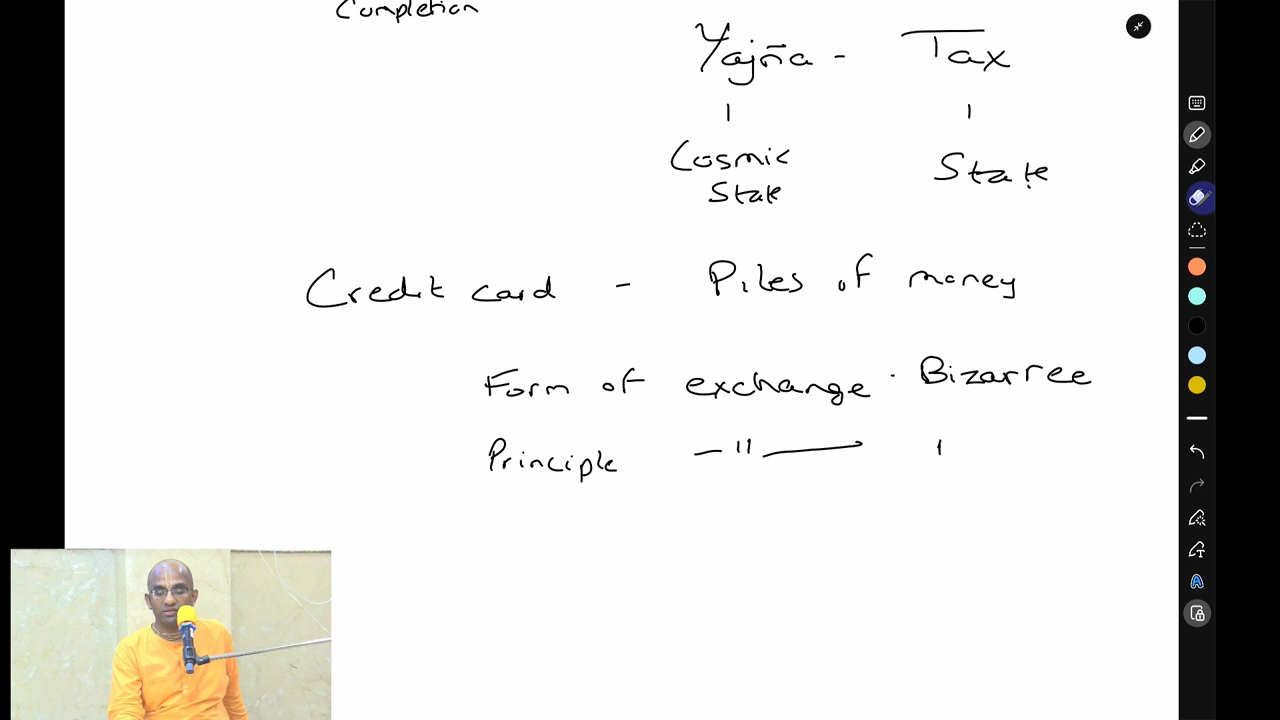 Completion
Yajña - Tax
Cosmic State
State
Credit card - Piles of money
Form of exchange · Bizarree
Principle — " —